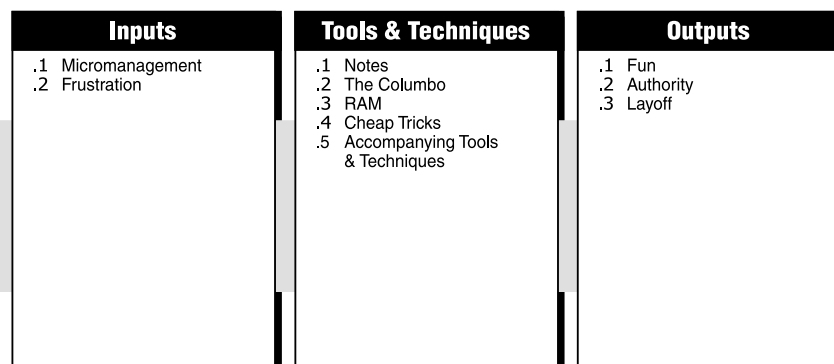 Inputs
.1 Micromanagement
.2 Frustration
Tools & Techniques
.1 Notes
.2 The Columbo
.3 RAM
.4 Cheap Tricks
.5 Accompanying Tools
& Techniques
Outputs
.1 Fun
.2 Authority
.3 Layoff